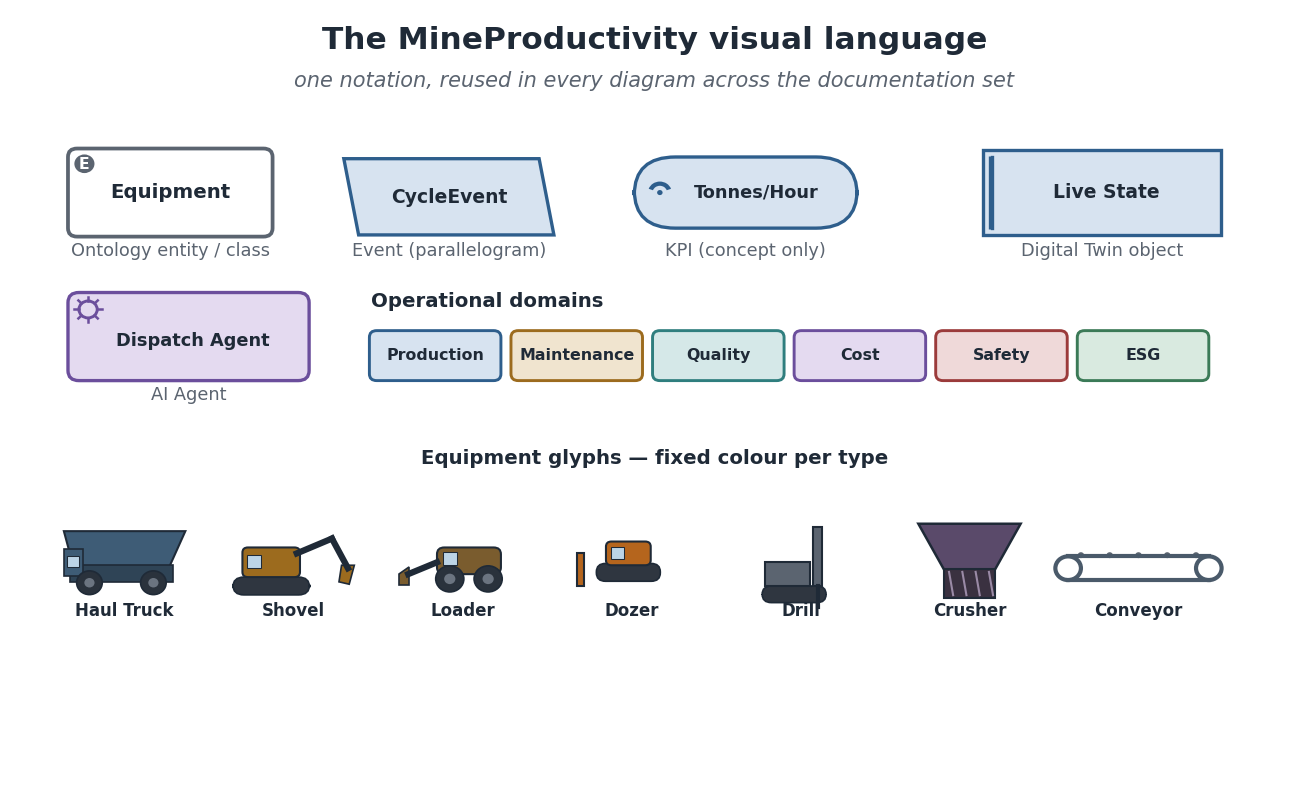 The MineProductivity visual language
one notation, reused in every diagram across the documentation set
E
Equipment
CycleEvent
Tonnes/Hour
Live State
Ontology entity / class
Event (parallelogram)
KPI (concept only)
Digital Twin object
Dispatch Agent
AI Agent
Operational domains
Production
Maintenance
Quality
Cost
Safety
ESG
Equipment glyphs — fixed colour per type
Haul Truck
Shovel
Loader
Dozer
Drill
Crusher
Conveyor